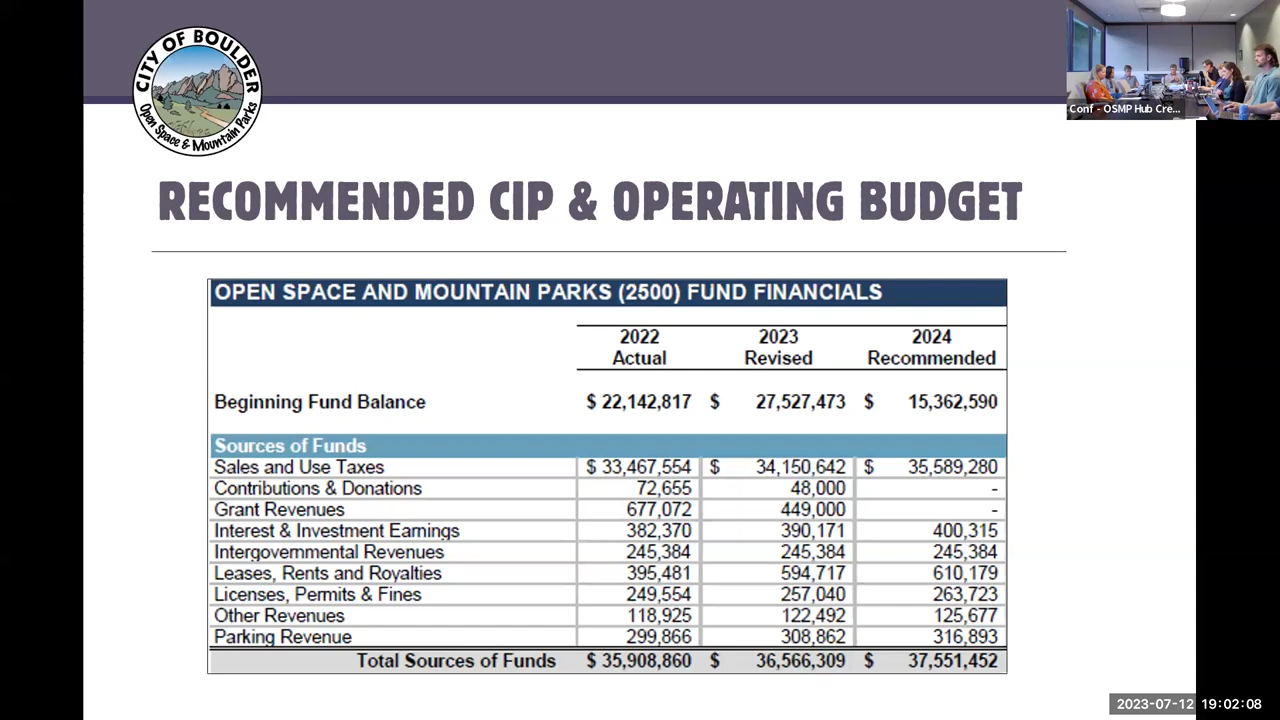 CITY OF BOULDER
Open Space & Mountain Parks
Conf - OSMP Hub Cre...
RECOMMENDED CIP & OPERATING BUDGET
OPEN SPACE AND MOUNTAIN PARKS (2500) FUND FINANCIALS
2022 2023 2024
Actual Revised Recommended
Beginning Fund Balance $ 22,142,817 $ 27,527,473 $ 15,362,590
Sources of Funds
Sales and Use Taxes $ 33,467,554 $ 34,150,642 $ 35,589,280
Contributions & Donations 72,655 48,000 -
Grant Revenues 677,072 449,000 -
Interest & Investment Earnings 382,370 390,171 400,315
Intergovernmental Revenues 245,384 245,384 245,384
Leases, Rents and Royalties 395,481 594,717 610,179
Licenses, Permits & Fines 249,554 257,040 263,723
Other Revenues 118,925 122,492 125,677
Parking Revenue 299,866 308,862 316,893
Total Sources of Funds $ 35,908,860 $ 36,566,309 $ 37,551,452
2023-07-12 19:02:08